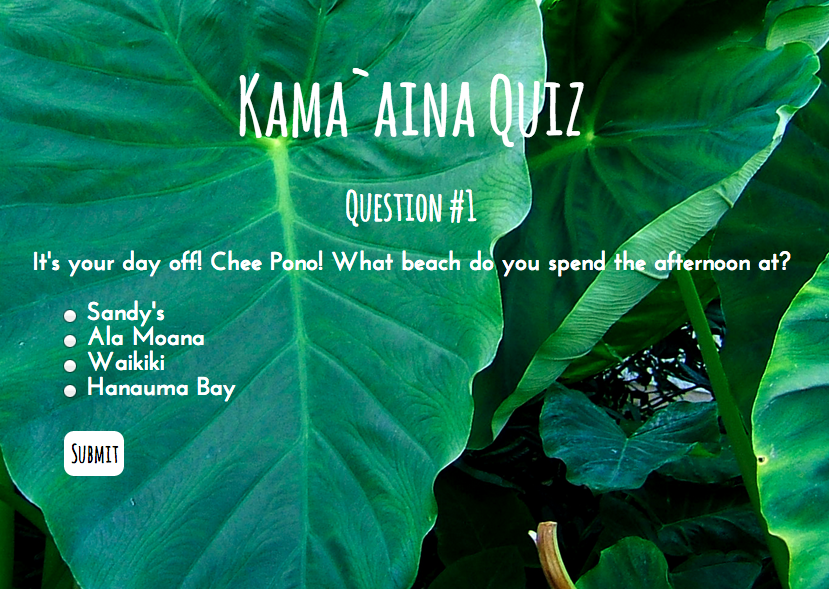 Kama`aina Quiz
Question #1
It's your day off! Chee Pono! What beach do you spend the afternoon at?
Sandy's
Ala Moana
Waikiki
Hanauma Bay
Submit